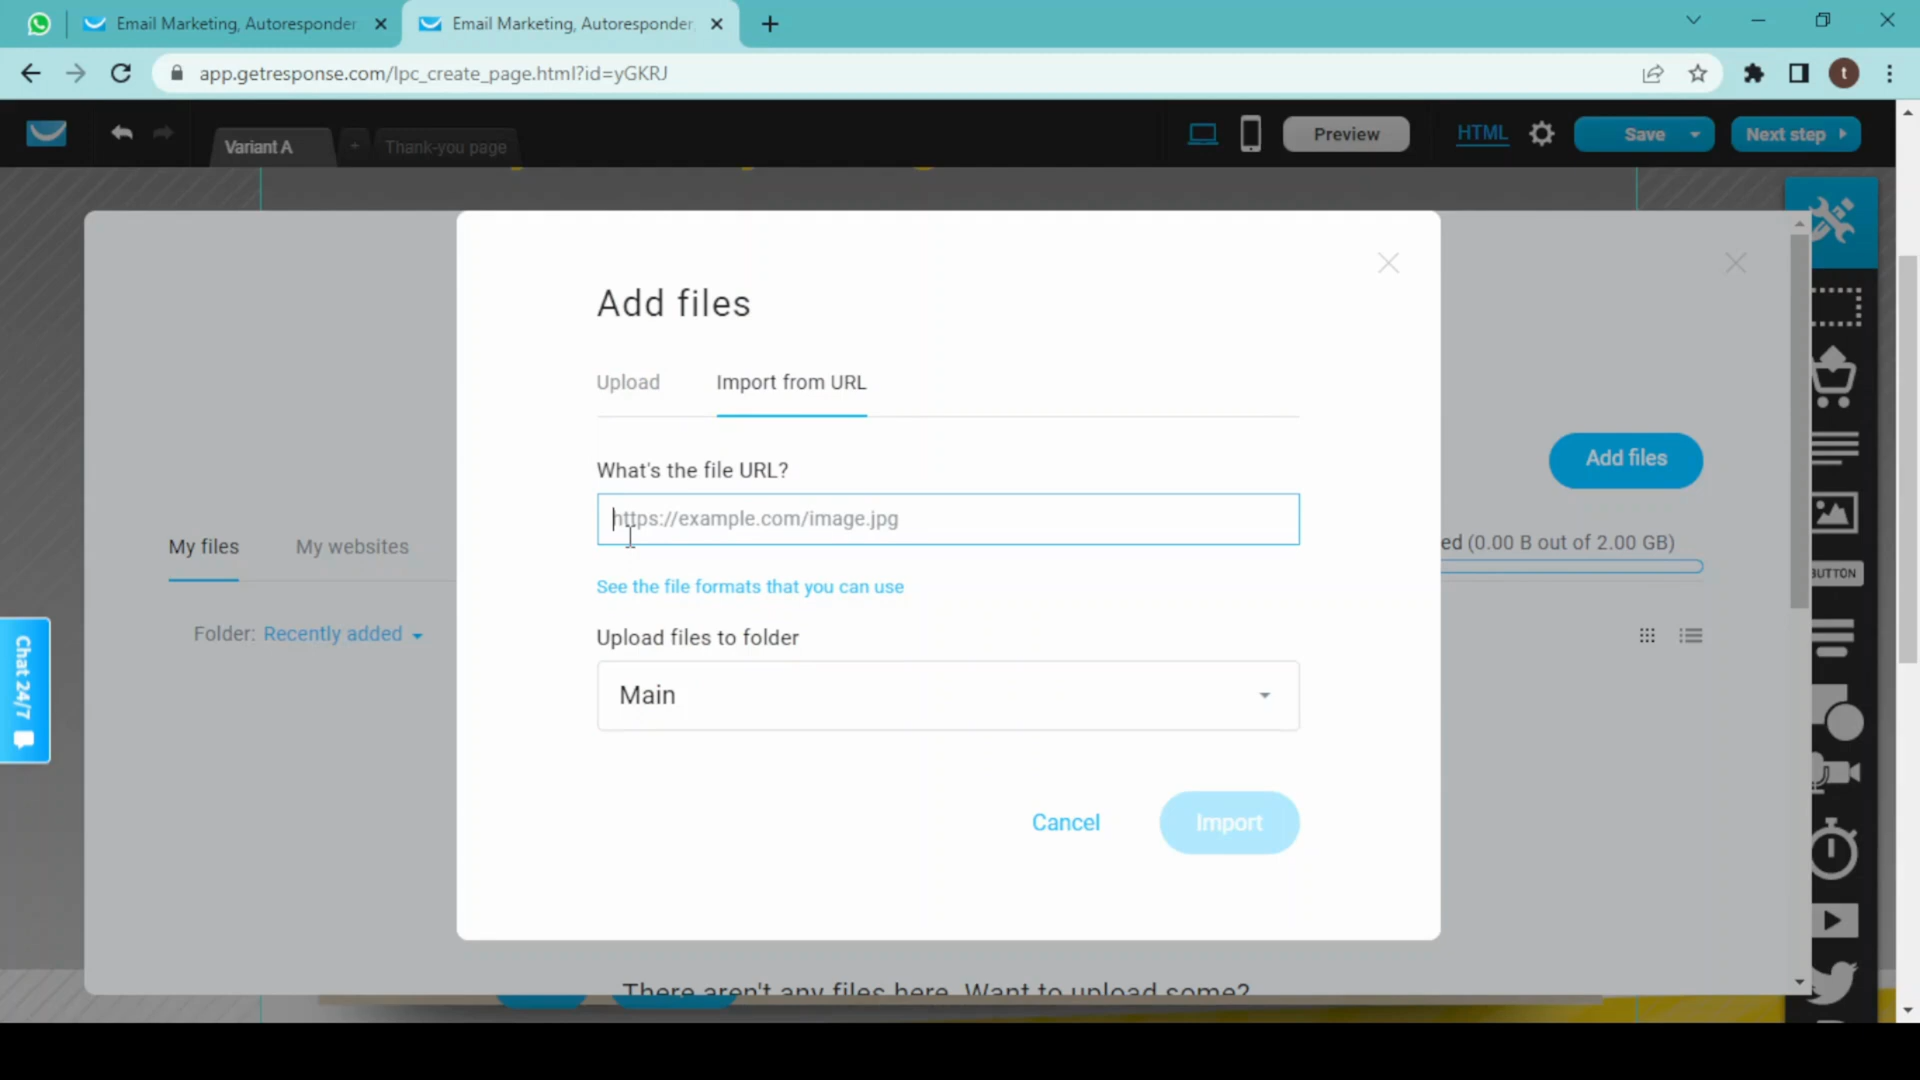 Email Marketing, Autoresponder
Email Marketing, Autoresponder
app.getresponse.com/lpc_create_page.html?id=yGKRJ
t
Variant A
+
Thank-you page
Preview
HTML
Save
Next step
Add files
Upload
Import from URL
What's the file URL?
https://example.com/image.jpg
See the file formats that you can use
Upload files to folder
Main
Cancel
Import
Add files
My files
My websites
ed (0.00 B out of 2.00 GB)
Folder: Recently added
BUTTON
Chat 24/7
There aren't any files here. Want to upload some?